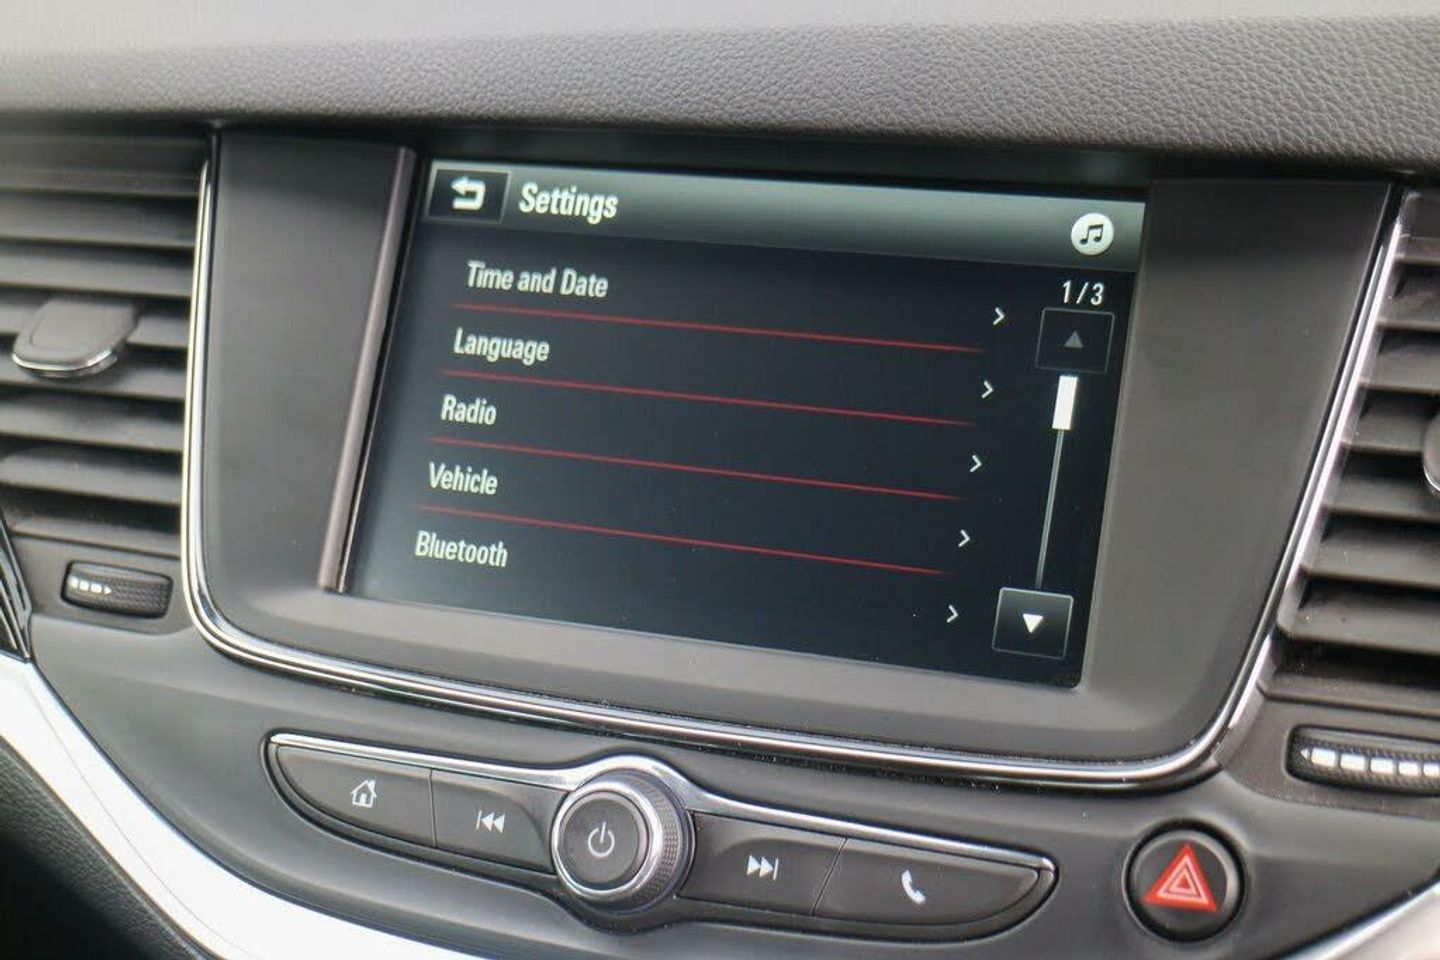 Settings
1/3
Time and Date
Language
Radio
Vehicle
Bluetooth